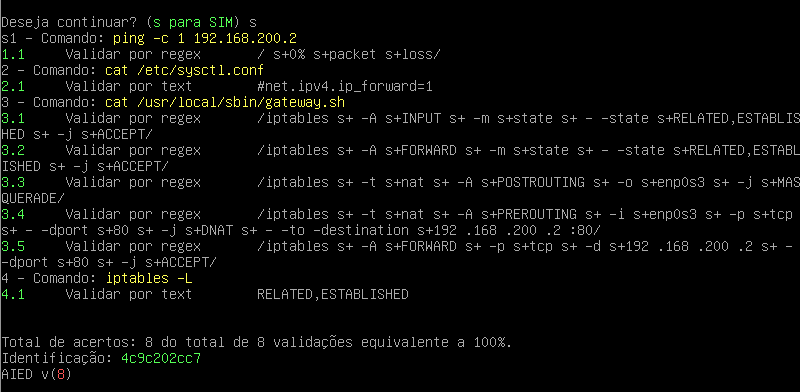 Deseja continuar? (s para SIM) s
s1 - Comando: ping -c 1 192.168.200.2
1.1     Validar por regex       / s+0% s+packet s+loss/
2 - Comando: cat /etc/sysctl.conf
2.1     Validar por text        #net.ipv4.ip_forward=1
3 - Comando: cat /usr/local/sbin/gateway.sh
3.1     Validar por regex       /iptables s+ -A s+INPUT s+ -m s+state s+ - -state s+RELATED,ESTABLIS
HED s+ -j s+ACCEPT/
3.2     Validar por regex       /iptables s+ -A s+FORWARD s+ -m s+state s+ - -state s+RELATED,ESTABL
ISHED s+ -j s+ACCEPT/
3.3     Validar por regex       /iptables s+ -t s+nat s+ -A s+POSTROUTING s+ -o s+enp0s3 s+ -j s+MAS
QUERADE/
3.4     Validar por regex       /iptables s+ -t s+nat s+ -A s+PREROUTING s+ -i s+enp0s3 s+ -p s+tcp
s+ - -dport s+80 s+ -j s+DNAT s+ - -to -destination s+192 .168 .200 .2 :80/
3.5     Validar por regex       /iptables s+ -A s+FORWARD s+ -p s+tcp s+ -d s+192 .168 .200 .2 s+ -
-dport s+80 s+ -j s+ACCEPT/
4 - Comando: iptables -L
4.1     Validar por text        RELATED,ESTABLISHED
Total de acertos: 8 do total de 8 validações equivalente a 100%.
Identificação: 4c9c202cc7
AIED v(8)